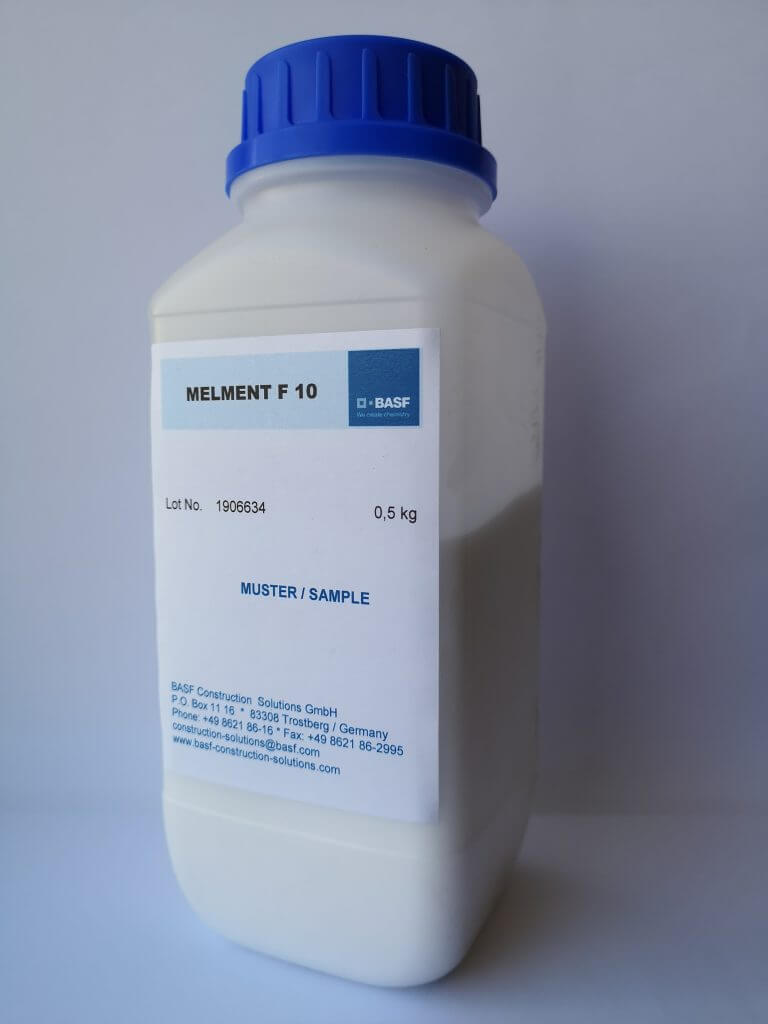 MELMENT F 10
BASF
We create chemistry
Lot No. 1906634 0,5 kg
MUSTER / SAMPLE
BASF Construction Solutions GmbH
P.O. Box 11 16 * 83308 Trostberg / Germany
Phone: +49 8621 86-16 * Fax: +49 8621 86-2995
construction-solutions@basf.com
www.basf-construction-solutions.com